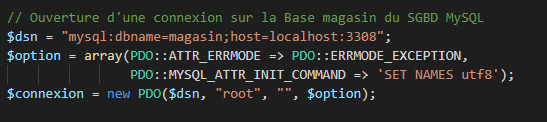 // Ouverture d'une connexion sur la Base magasin du SGBD MySQL
$dsn = "mysql:dbname=magasin;host=localhost:3308";
$option = array(PDO::ATTR_ERRMODE => PDO::ERRMODE_EXCEPTION,
PDO::MYSQL_ATTR_INIT_COMMAND => 'SET NAMES utf8');
$connexion = new PDO($dsn, "root", "", $option);